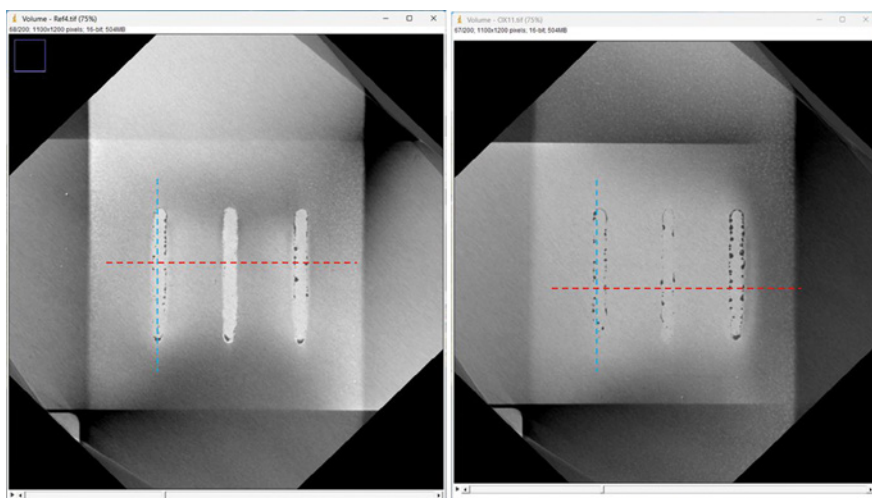 Volume - Ref4.tif (75%)
68/200; 1100x1200 pixels; 16-bit; 504MB
Volume - CIX11.tif (75%)
67/200; 1100x1200 pixels; 16-bit; 504MB